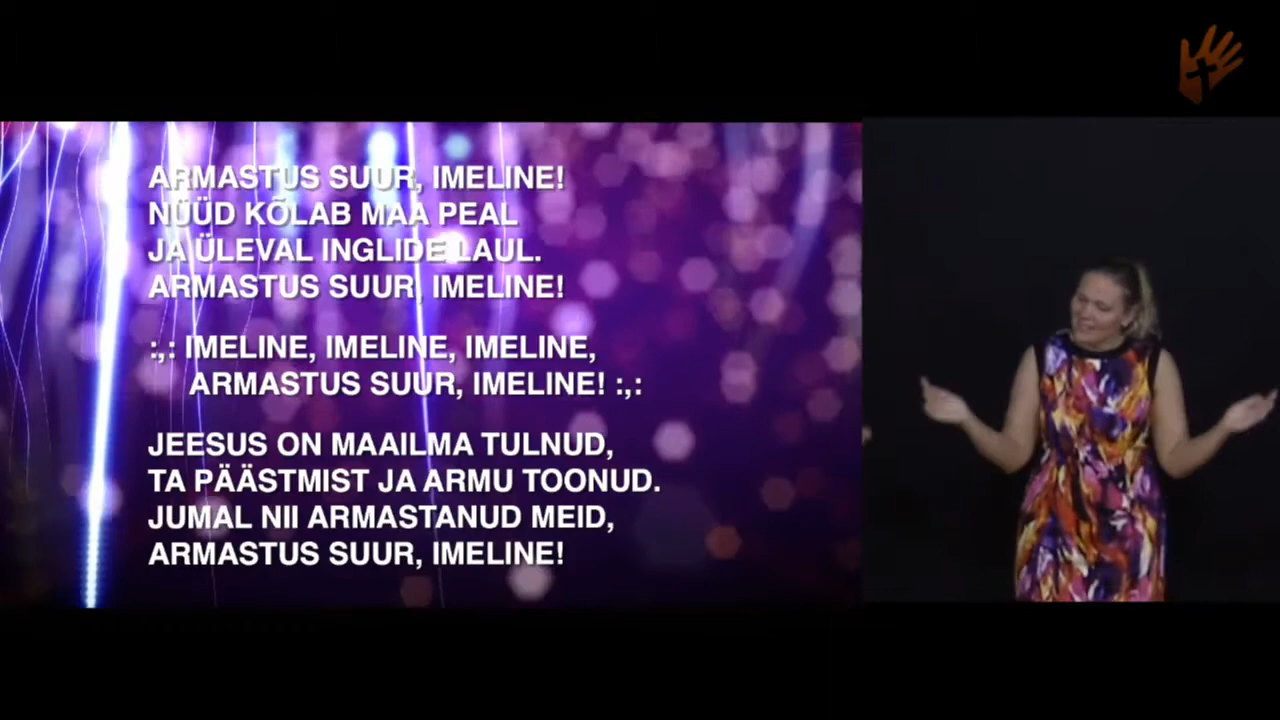 ARMASTUS SUUR, IMELINE!
NÜÜD KÕLAB MAA PEAL
JA ÜLEVAL INGLIDE LAUL.
ARMASTUS SUUR, IMELINE!
:,: IMELINE, IMELINE, IMELINE,
ARMASTUS SUUR, IMELINE! :,:
JEESUS ON MAAILMA TULNUD,
TA PÄÄSTMIST JA ARMU TOONUD.
JUMAL NII ARMASTANUD MEID,
ARMASTUS SUUR, IMELINE!